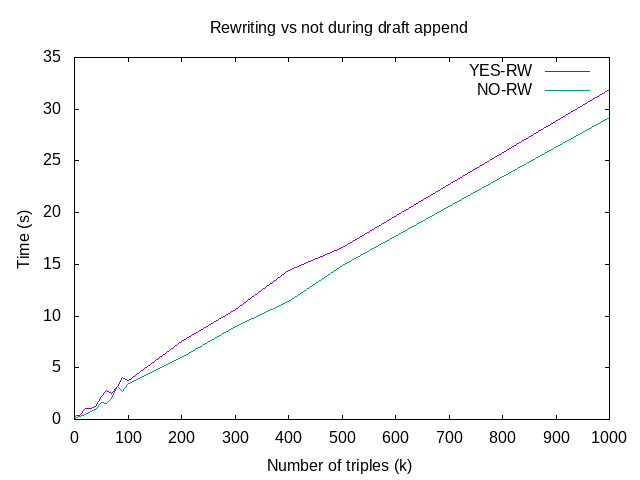 Rewriting vs not during draft append
35
30
25
20
15
10
5
0
Time (s)
YES-RW
NO-RW
0 100 200 300 400 500 600 700 800 900 1000
Number of triples (k)